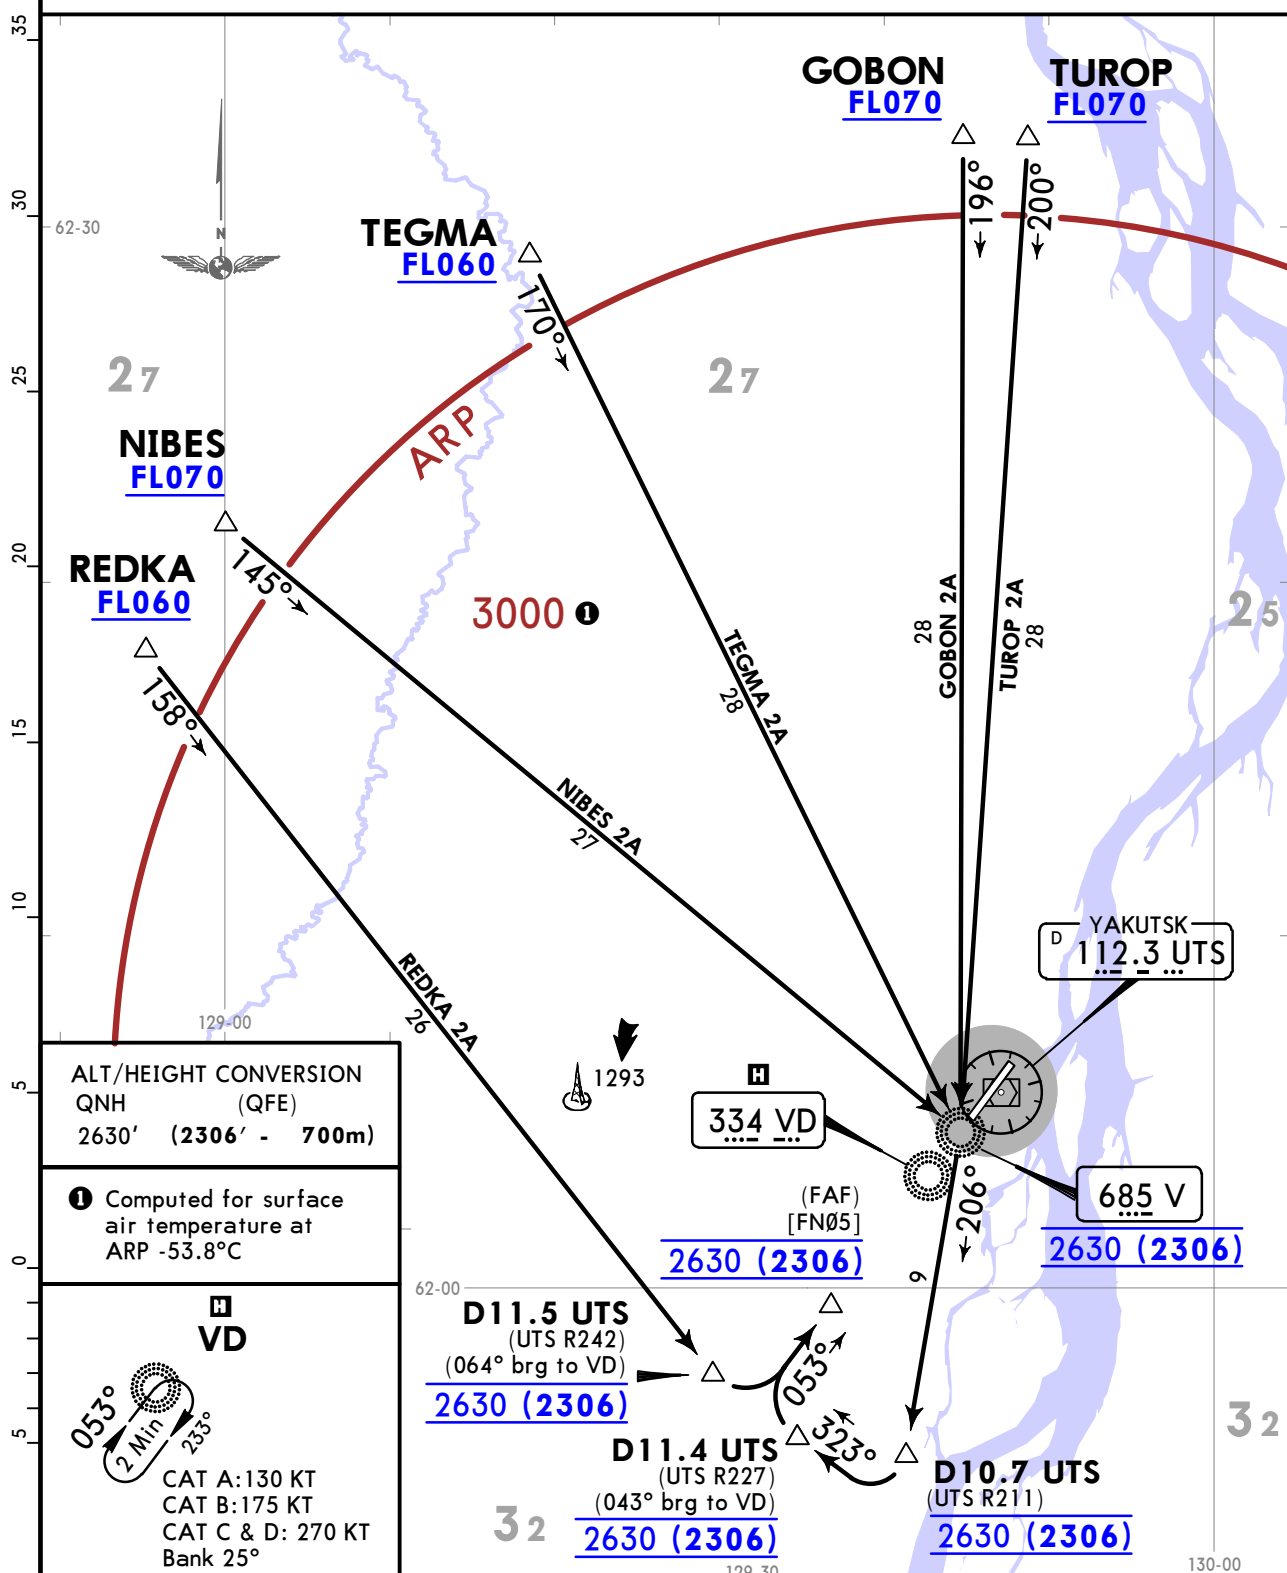 35
30
25
20
15
10
5
0
5
GOBON
FL070
TUROP
FL070
196°
200°
62-30
N
TEGMA
FL060
170°
27
27
ARP
NIBES
FL070
145°
REDKA
FL060
158°
3000 1
25
28
GOBON 2A
TUROP 2A
28
TEGMA 2A
28
NIBES 2A
27
REDKA 2A
26
YAKUTSK
D 112.3 UTS
129-00
1293
H
334 VD
685 V
2630 (2306)
206°
9
(FAF)
[FNØ5]
2630 (2306)
62-00
D11.5 UTS
(UTS R242)
(064° brg to VD)
2630 (2306)
053°
323°
D11.4 UTS
(UTS R227)
(043° brg to VD)
2630 (2306)
D10.7 UTS
(UTS R211)
2630 (2306)
32
32
129-30
130-00
ALT/HEIGHT CONVERSION
QNH (QFE)
2630' (2306' - 700m)
1 Computed for surface
air temperature at
ARP -53.8°C
H
VD
053°
2 Min
233°
CAT A:130 KT
CAT B:175 KT
CAT C & D: 270 KT
Bank 25°